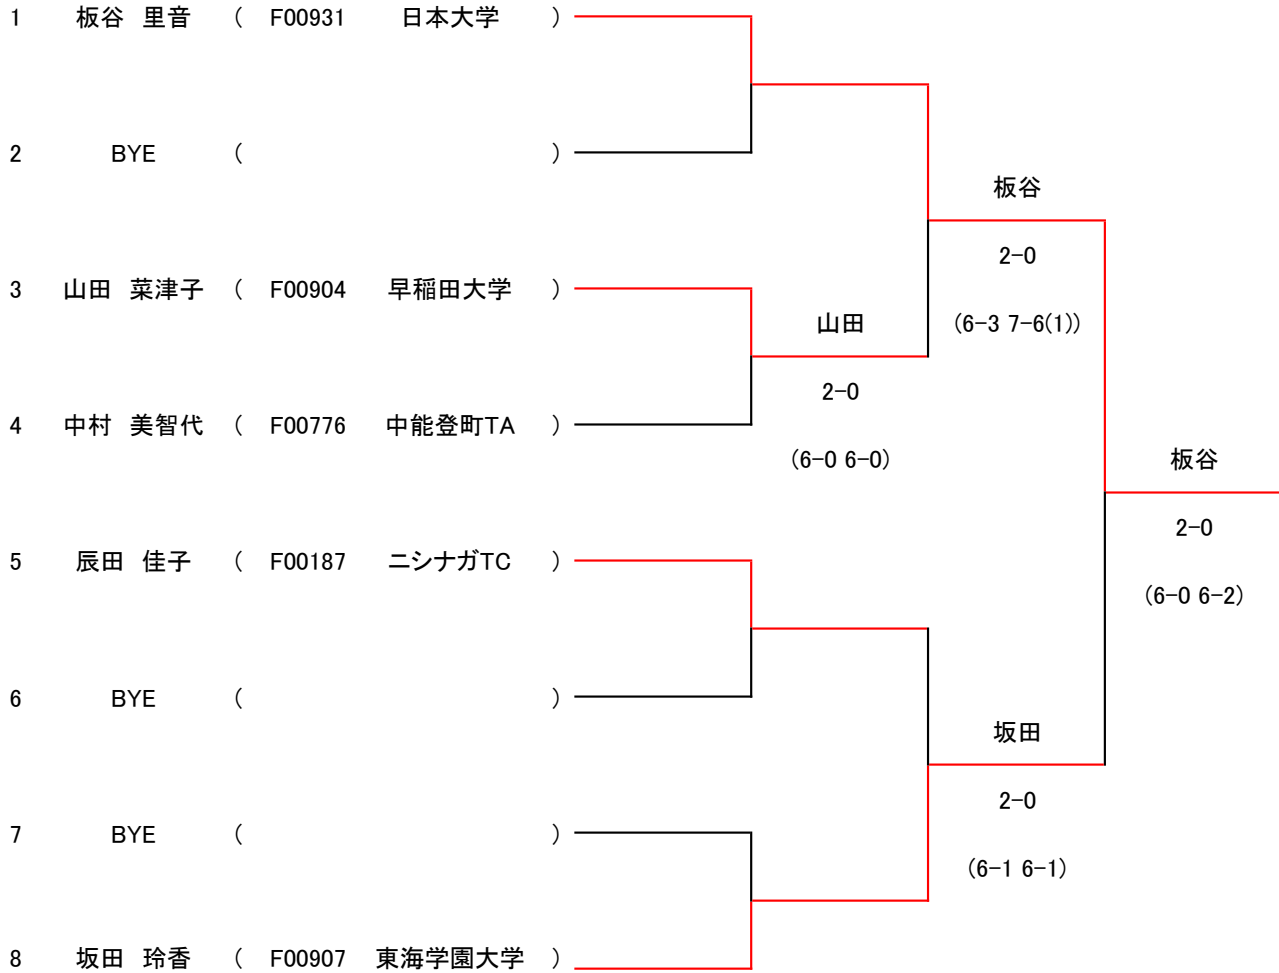 1 板谷 里音 ( F00931 日本大学 )
2 BYE ( )
板谷
2-0
3 山田 菜津子 ( F00904 早稲田大学 )
山田
(6-3 7-6(1))
2-0
4 中村 美智代 ( F00776 中能登町TA )
(6-0 6-0)
板谷
2-0
5 辰田 佳子 ( F00187 ニシナガTC )
(6-0 6-2)
6 BYE ( )
坂田
2-0
7 BYE ( )
(6-1 6-1)
8 坂田 玲香 ( F00907 東海学園大学 )